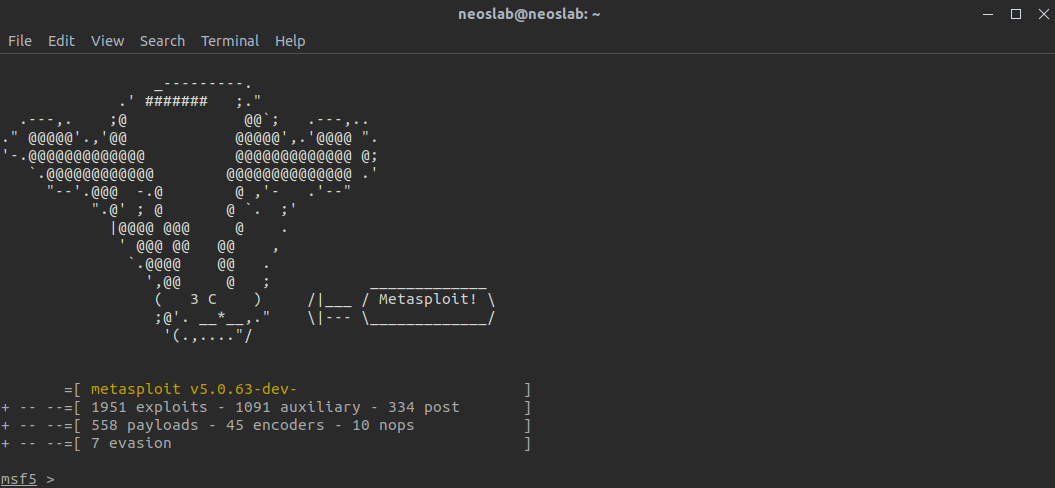 neoslab@neoslab: ~
File Edit View Search Terminal Help
                 _---------.
             .' #######   ;."
  .---,.    ;@             @@`;   .---,..
." @@@@@'.,'@@            @@@@@',.'@@@@ ".
'-.@@@@@@@@@@@@@          @@@@@@@@@@@@@ @;
   `.@@@@@@@@@@@@        @@@@@@@@@@@@@@ .'
     "--'.@@@  -.@        @ ,'-   .'--"
          ".@' ; @       @ `.  ;'
            |@@@@ @@@     @    .
             ' @@@ @@   @@    ,
              `.@@@@    @@   .
                ',@@     @   ;           _____________
                 (   3 C    )     /|___ / Metasploit! \
                 ;@'. __*__,."    \|--- \_____________/
                  '(.,...."/
       =[ metasploit v5.0.63-dev-                         ]
+ -- --=[ 1951 exploits - 1091 auxiliary - 334 post       ]
+ -- --=[ 558 payloads - 45 encoders - 10 nops            ]
+ -- --=[ 7 evasion                                       ]
msf5 >